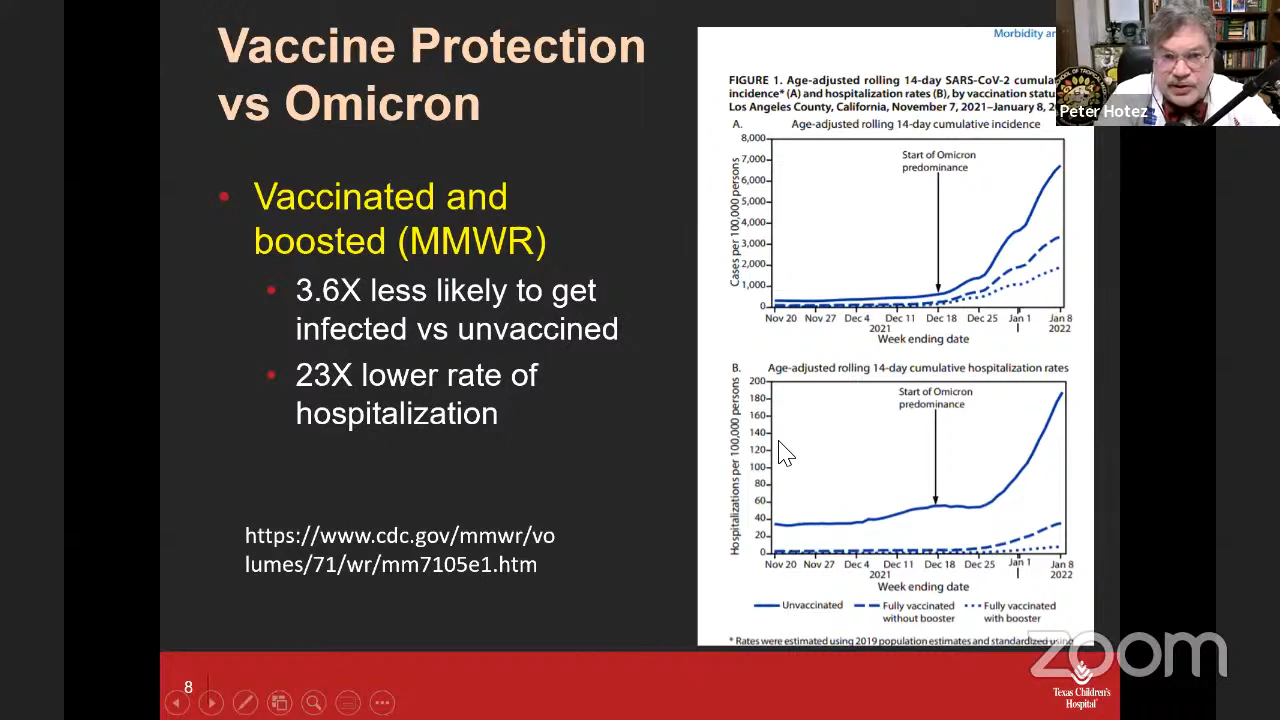 Vaccine Protection
vs Omicron
• Vaccinated and
boosted (MMWR)
• 3.6X less likely to get
infected vs unvaccined
• 23X lower rate of
hospitalization
https://www.cdc.gov/mmwr/vo
lumes/71/wr/mm7105e1.htm
8
Morbidity
FIGURE 1. Age-adjusted rolling 14-day SARS-CoV-2
incidence* (A) and hospitalization rates (B), by vaccination
Los Angeles County, California, November 7, 2021–January 8,
A. Age-adjusted rolling 14-day cumulative incidence
Cases per 100,000 persons
8,000
7,000
6,000
5,000
4,000
3,000
2,000
1,000
0
Start of Omicron
predominance
Nov 20 Nov 27 Dec 4 Dec 11 Dec 18 Dec 25 Jan 1 Jan 8
2021 2022
Week ending date
B. Age-adjusted rolling 14-day cumulative hospitalization rates
Hospitalizations per 100,000 persons
200
180
160
140
120
100
80
60
40
20
0
Start of Omicron
predominance
Nov 20 Nov 27 Dec 4 Dec 11 Dec 18 Dec 25 Jan 1 Jan 8
2021 2022
Week ending date
Unvaccinated Fully vaccinated Fully vaccinated
without booster with booster
* Rates were estimated using 2019 population estimates and standardized using
Peter Hotez
zoom
Texas Children's
Hospital